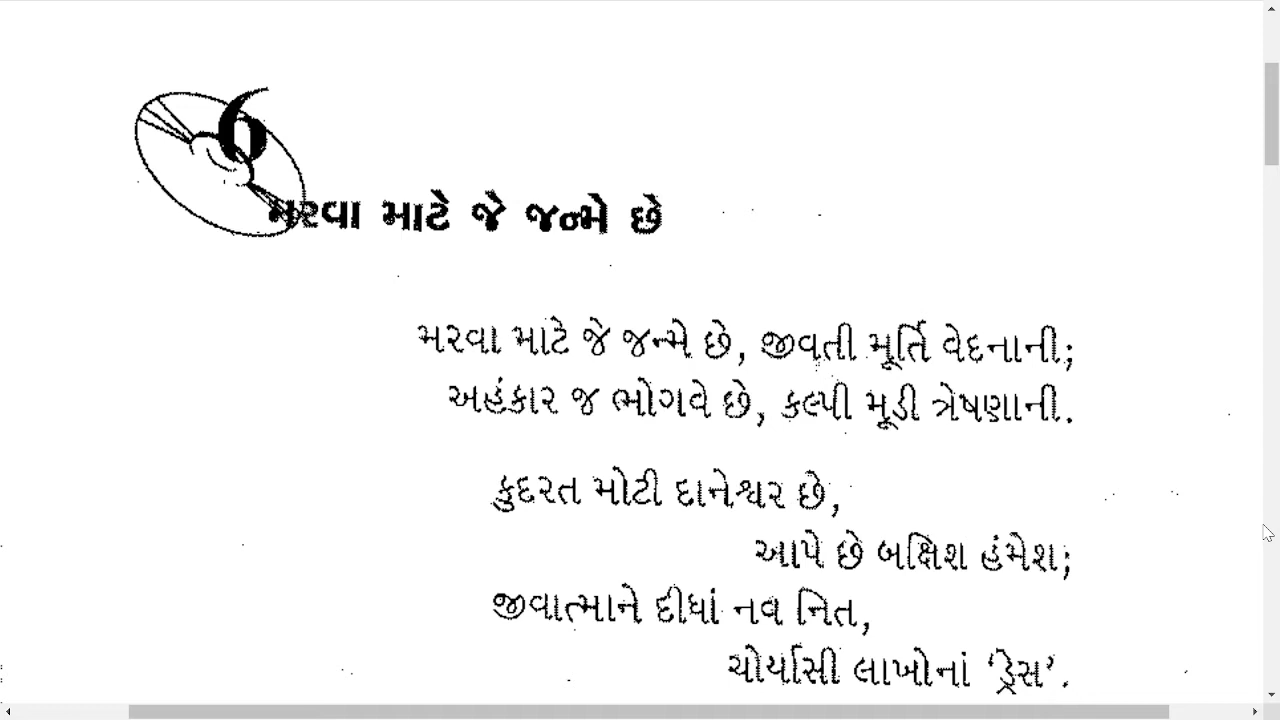 6
મરવા માટે જે જન્મે છે
મરવા માટે જે જન્મે છે, જીવતી મૂર્તિ વેદનાની;
અહંકાર જ ભોગવે છે, કલ્પી મૂડી ત્રેષણાની.
કુદરત મોટી દાનેશ્વર છે,
આપે છે બક્ષિશ હંમેશ;
જીવાત્માને દીધાં નવ નિત,
ચોર્યાસી લાખોનાં ‘ડ્રેસ’.